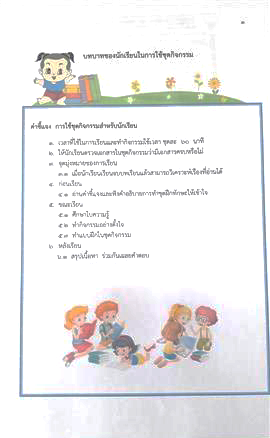 ๓
บทบาทของนักเรียนในการใช้ชุดกิจกรรม
คำชี้แจง การใช้ชุดกิจกรรมสำหรับนักเรียน
๑. เวลาที่ใช้ในการเรียนและทำกิจกรรมใช้เวลา ชุดละ ๖๐ นาที
๒. ให้นักเรียนตรวจเอกสารในชุดกิจกรรมว่ามีเอกสารครบหรือไม่
๓ จุดมุ่งหมายของการเรียน
๓.๑ เมื่อนักเรียนเรียนจบบทเรียนแล้วสามารถวิเคราะห์เรื่องที่อ่านได้
๔ ก่อนเรียน
๔.๑ อ่านคำชี้แจงและฟังคำอธิบายการทำชุดฝึกทักษะให้เข้าใจ
๕. ขณะเรียน
๕.๑ ศึกษาใบความรู้
๕.๒ ทำกิจกรรมอย่างตั้งใจ
๕.๓ ทำแบบฝึกในชุดกิจกรรม
๖ หลังเรียน
๖.๑ สรุปเนื้อหา ร่วมกันเฉลยคำตอบ